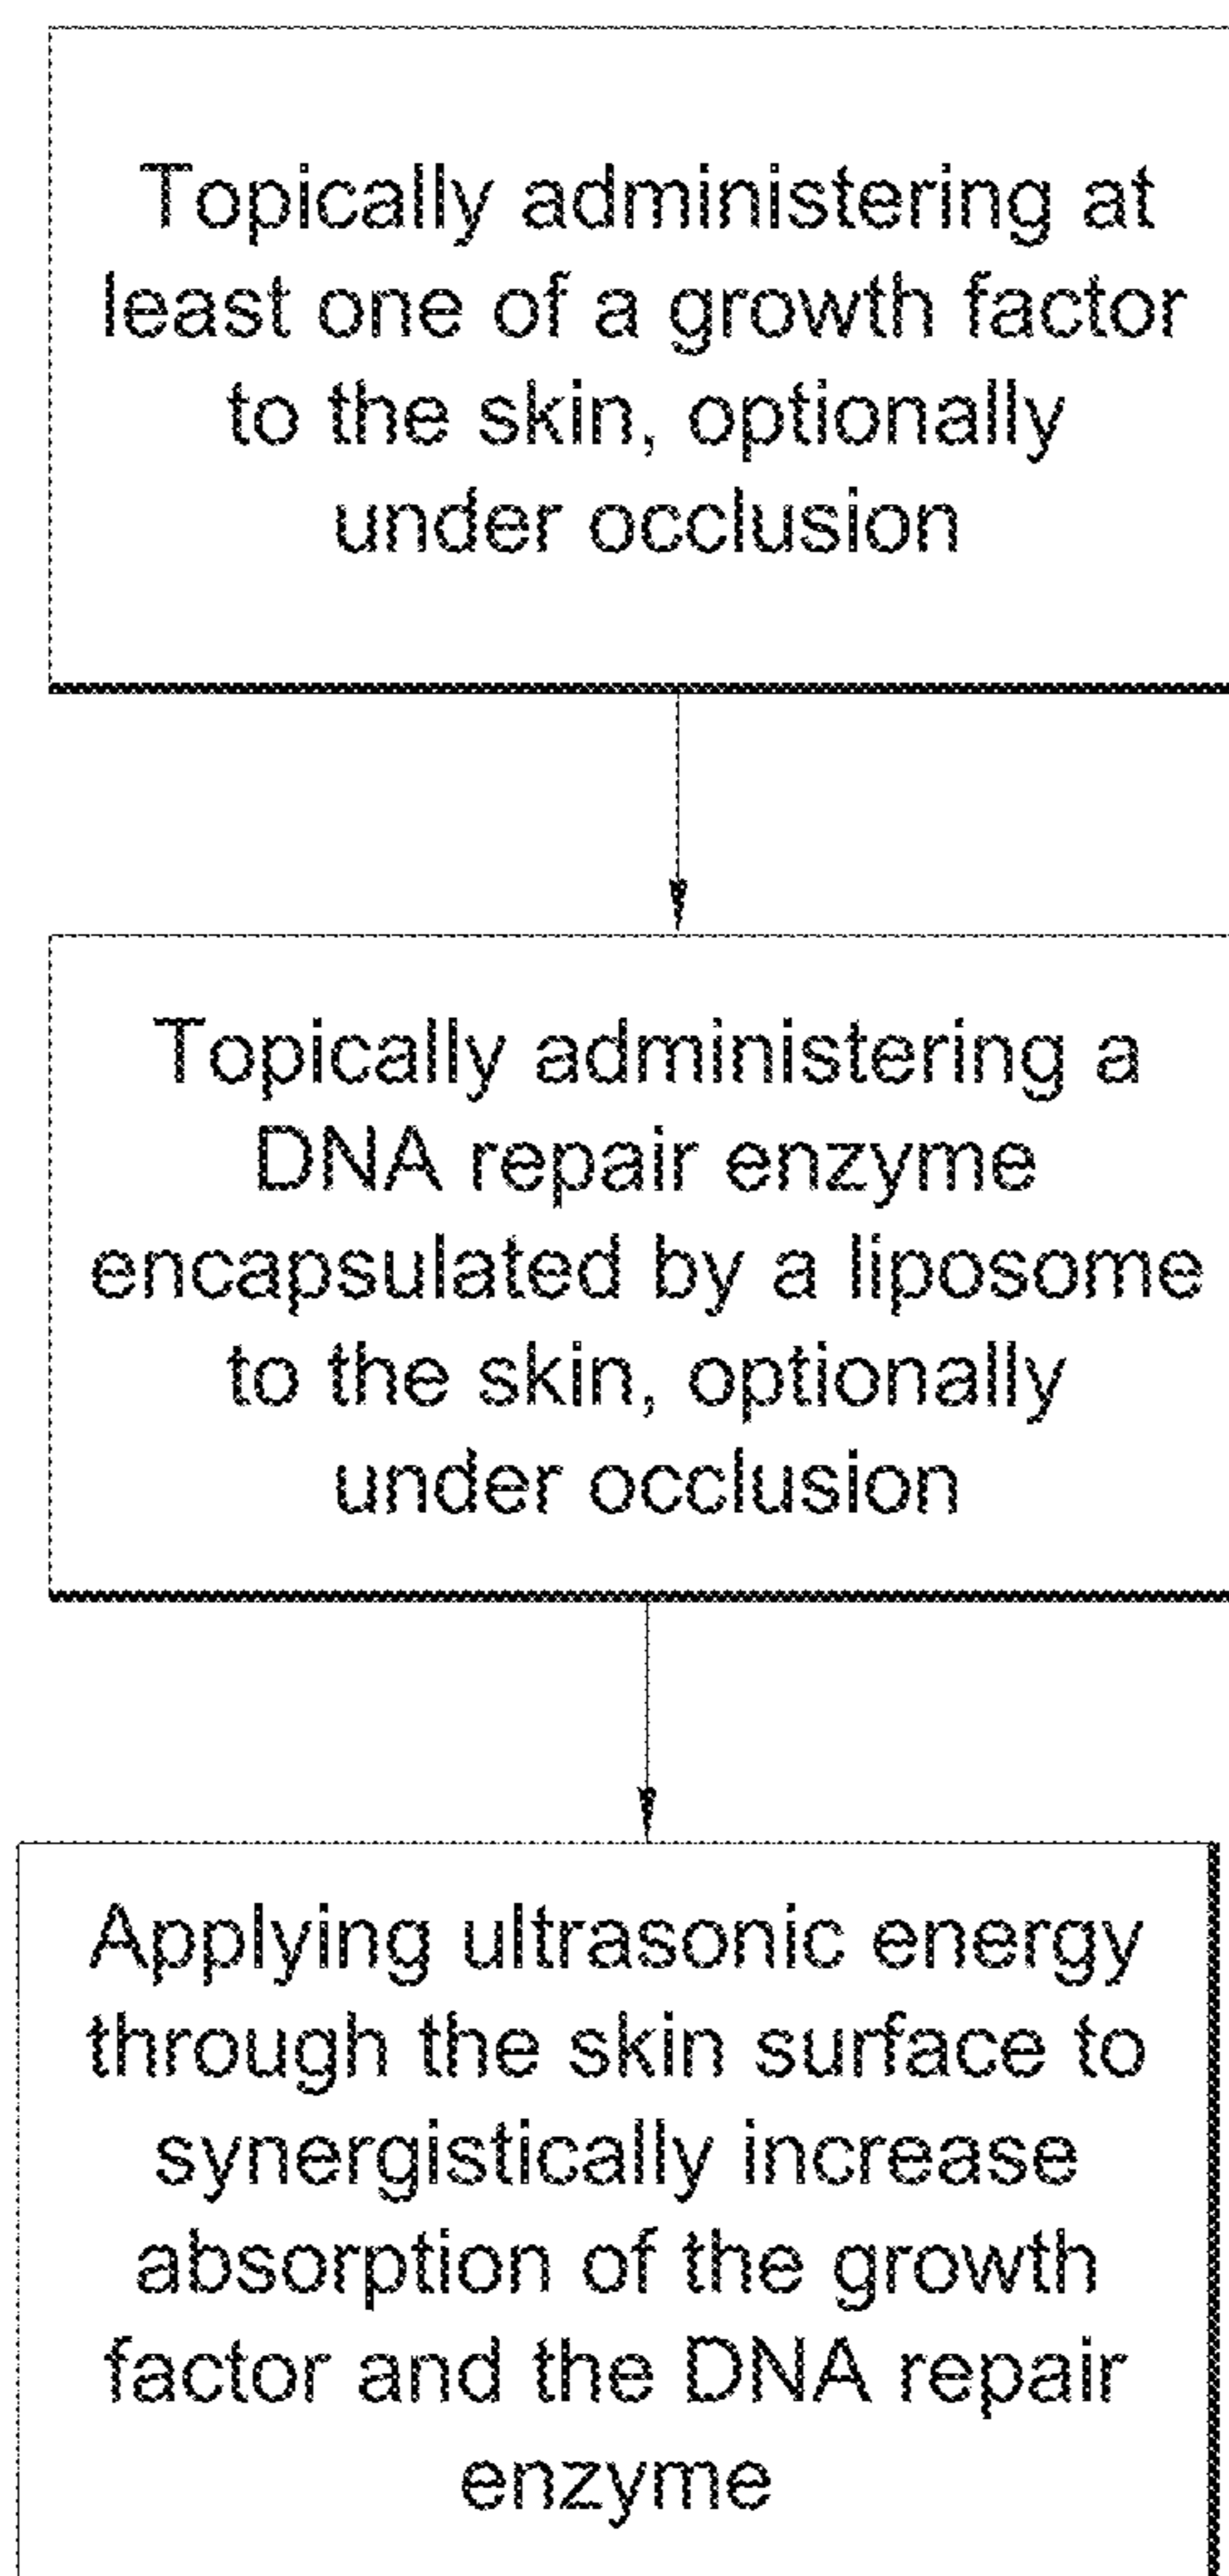 Topically administering at
least one of a growth factor
to the skin, optionally
under occlusion
Topically administering a
DNA repair enzyme
encapsulated by a liposome
to the skin, optionally
under occlusion
Applying ultrasonic energy
through the skin surface to
synergistically increase
absorption of the growth
factor and the DNA repair
enzyme